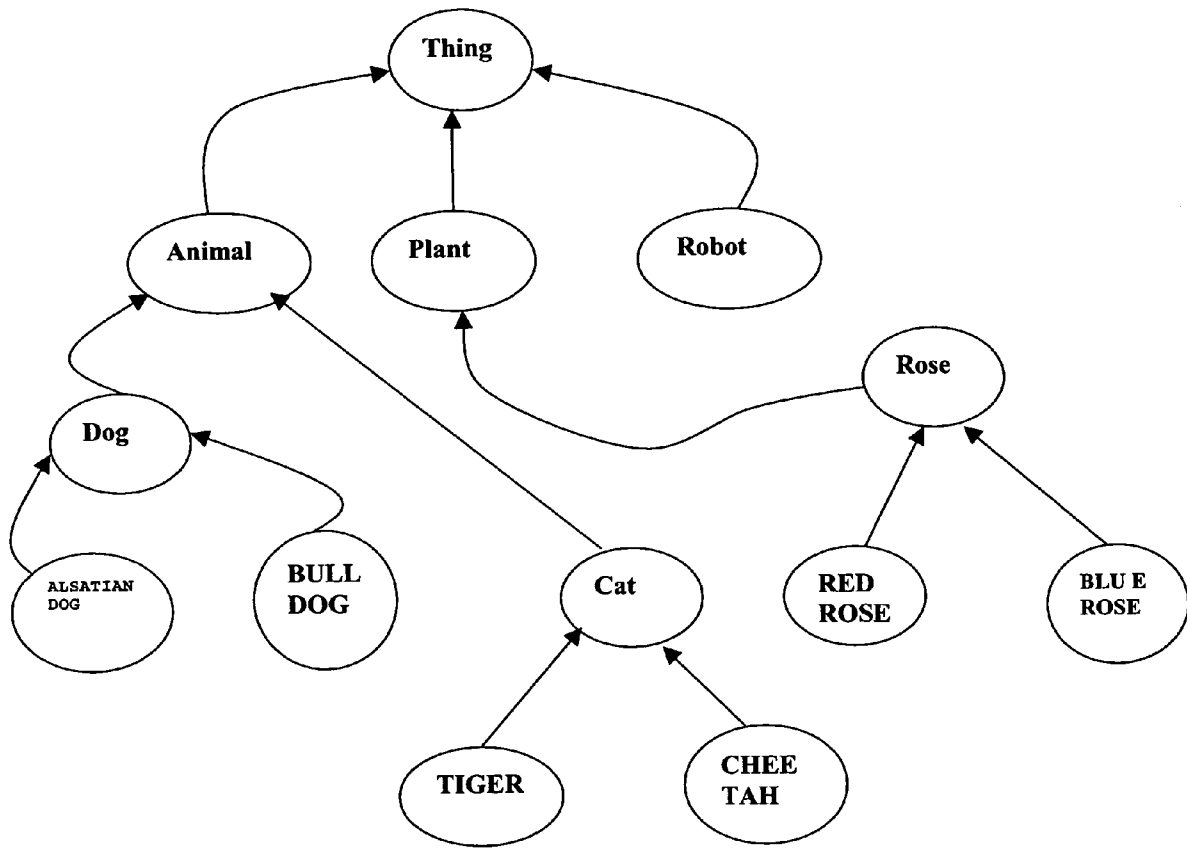 Thing
Animal
Plant
Robot
Rose
Dog
ALSATIAN
DOG
BULL
DOG
Cat
RED
ROSE
BLU E
ROSE
TIGER
CHEE
TAH